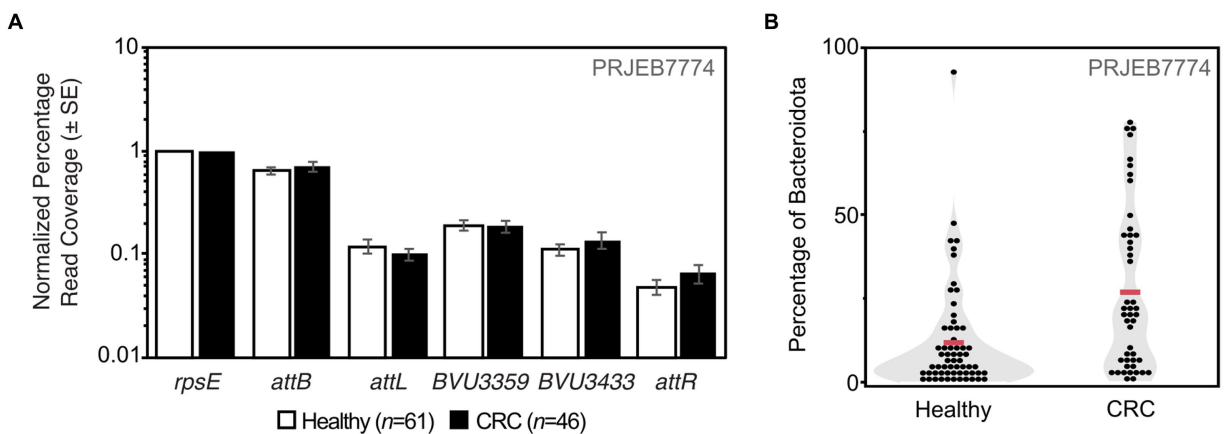 A
Normalized Percentage
Read Coverage (± SE)
10
1
0.1
0.01
PRJEB7774
rpsE attB attL BVU3359 BVU3433 attR
Healthy (n=61) CRC (n=46)
B
Percentage of Bacteroidota
100
50
0
PRJEB7774
Healthy CRC